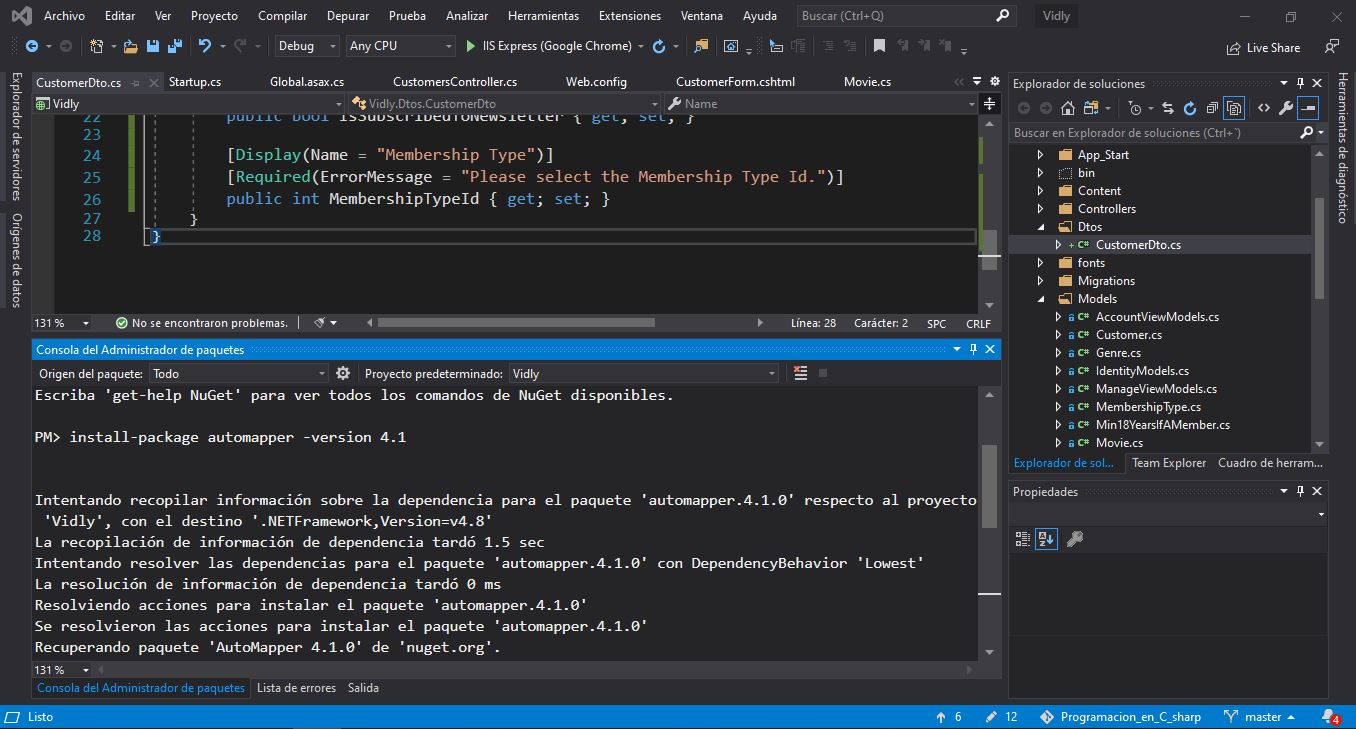 Archivo Editar Ver Proyecto Compilar Depurar Prueba Analizar Herramientas Extensiones Ventana Ayuda Buscar (Ctrl+Q) Vidly
Debug Any CPU IIS Express (Google Chrome) Live Share
Explorador de servidores
Orígenes de datos
CustomerDto.cs Startup.cs Global.asax.cs CustomersController.cs Web.config CustomerForm.cshtml Movie.cs
Vidly Vidly.Dtos.CustomerDto Name
22 public bool IsSubscribedToNewsletter { get; set; }
23
24 [Display(Name = "Membership Type")]
25 [Required(ErrorMessage = "Please select the Membership Type Id.")]
26 public int MembershipTypeId { get; set; }
27 }
28 }
131 % No se encontraron problemas. Línea: 28 Carácter: 2 SPC CRLF
Consola del Administrador de paquetes
Origen del paquete: Todo Proyecto predeterminado: Vidly
Escriba 'get-help NuGet' para ver todos los comandos de NuGet disponibles.
PM> install-package automapper -version 4.1
Intentando recopilar información sobre la dependencia para el paquete 'automapper.4.1.0' respecto al proyecto
'Vidly', con el destino '.NETFramework,Version=v4.8'
La recopilación de información de dependencia tardó 1.5 sec
Intentando resolver las dependencias para el paquete 'automapper.4.1.0' con DependencyBehavior 'Lowest'
La resolución de información de dependencia tardó 0 ms
Resolviendo acciones para instalar el paquete 'automapper.4.1.0'
Se resolvieron las acciones para instalar el paquete 'automapper.4.1.0'
Recuperando paquete 'AutoMapper 4.1.0' de 'nuget.org'.
131 %
Consola del Administrador de paquetes Lista de errores Salida
Explorador de soluciones
Buscar en Explorador de soluciones (Ctrl+´)
App_Start
bin
Content
Controllers
Dtos
+ C# CustomerDto.cs
fonts
Migrations
Models
C# AccountViewModels.cs
C# Customer.cs
C# Genre.cs
C# IdentityModels.cs
C# ManageViewModels.cs
C# MembershipType.cs
C# Min18YearsIfAMember.cs
C# Movie.cs
Explorador de sol... Team Explorer Cuadro de herram...
Propiedades
Herramientas de diagnóstico
Listo 6 12 Programacion_en_C_sharp master 4